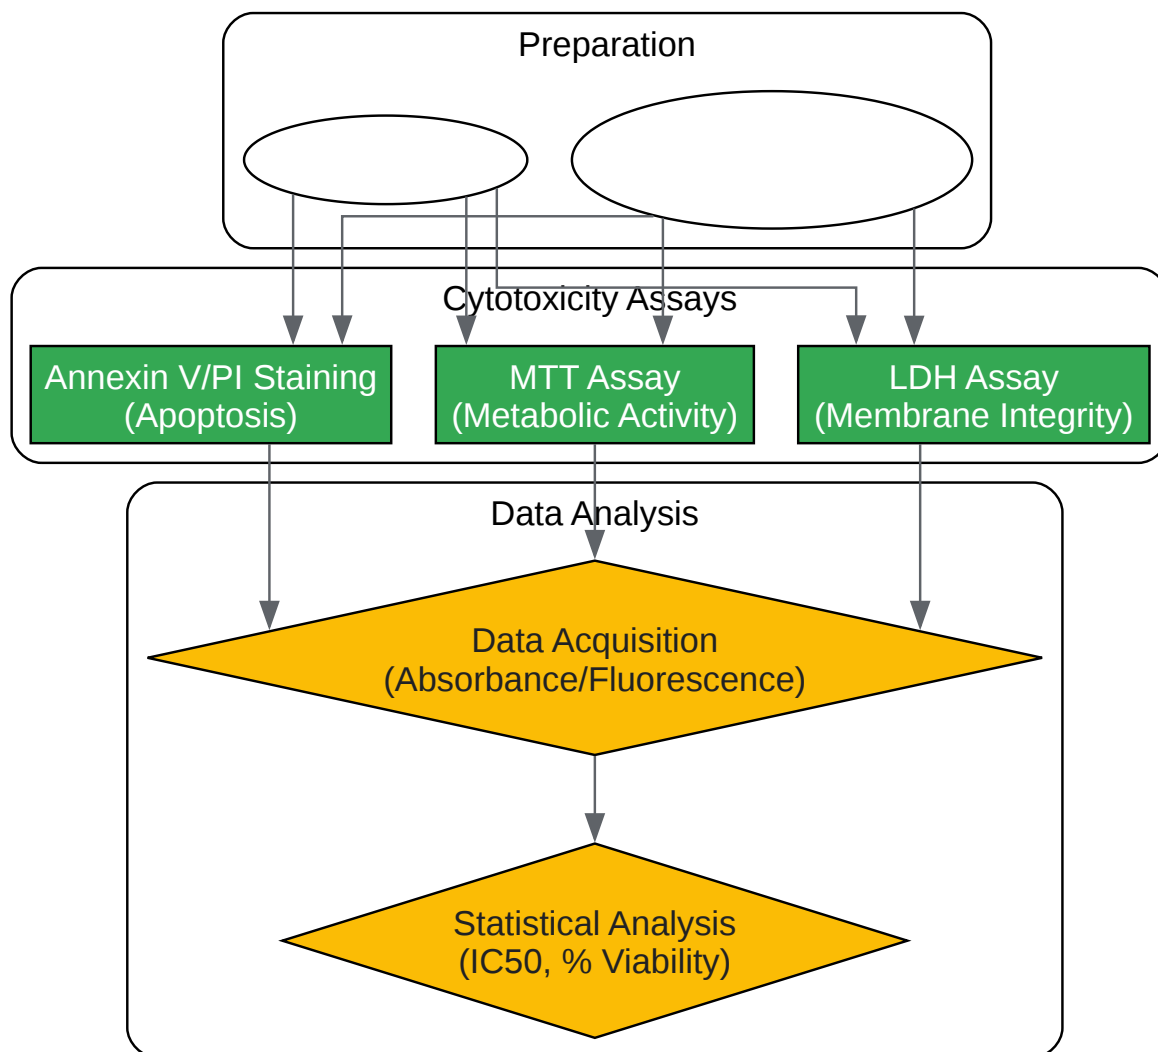 Preparation
Cytotoxicity Assays
Annexin V/PI Staining
(Apoptosis)
MTT Assay
(Metabolic Activity)
LDH Assay
(Membrane Integrity)
Data Analysis
Data Acquisition
(Absorbance/Fluorescence)
Statistical Analysis
(IC50, % Viability)